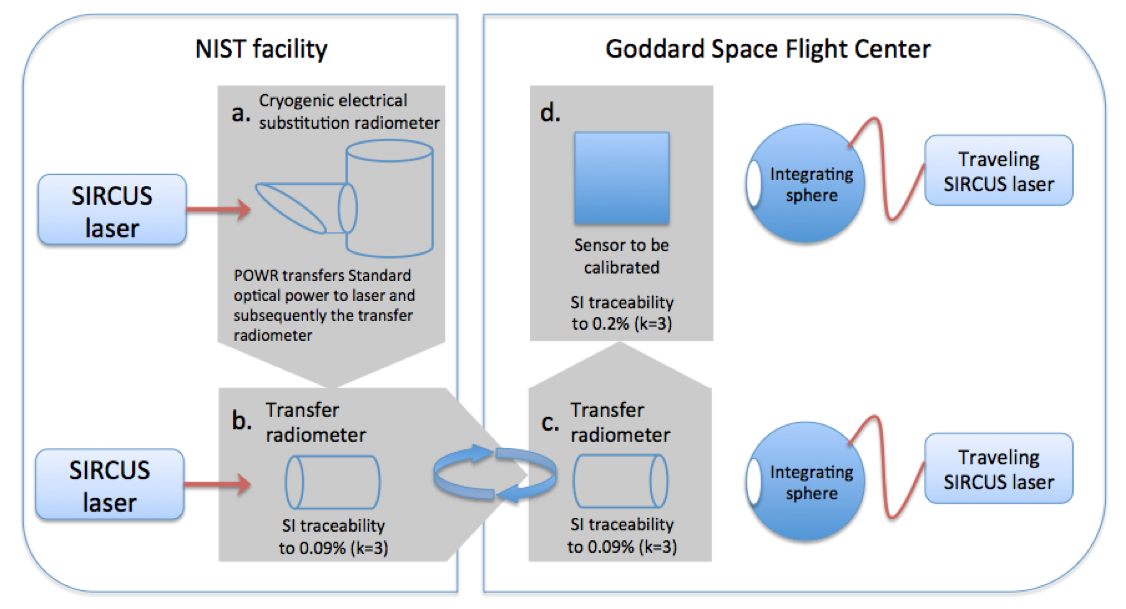 NIST facility
SIRCUS
laser
a.
Cryogenic electrical
substitution radiometer
POWR transfers Standard
optical power to laser and
subsequently the transfer
radiometer
SIRCUS
laser
b.
Transfer
radiometer
SI traceability
to 0.09% (k=3)
Goddard Space Flight Center
d.
Sensor to be
calibrated
SI traceability
to 0.2% (k=3)
Integrating
sphere
Traveling
SIRCUS laser
c.
Transfer
radiometer
SI traceability
to 0.09% (k=3)
Integrating
sphere
Traveling
SIRCUS laser